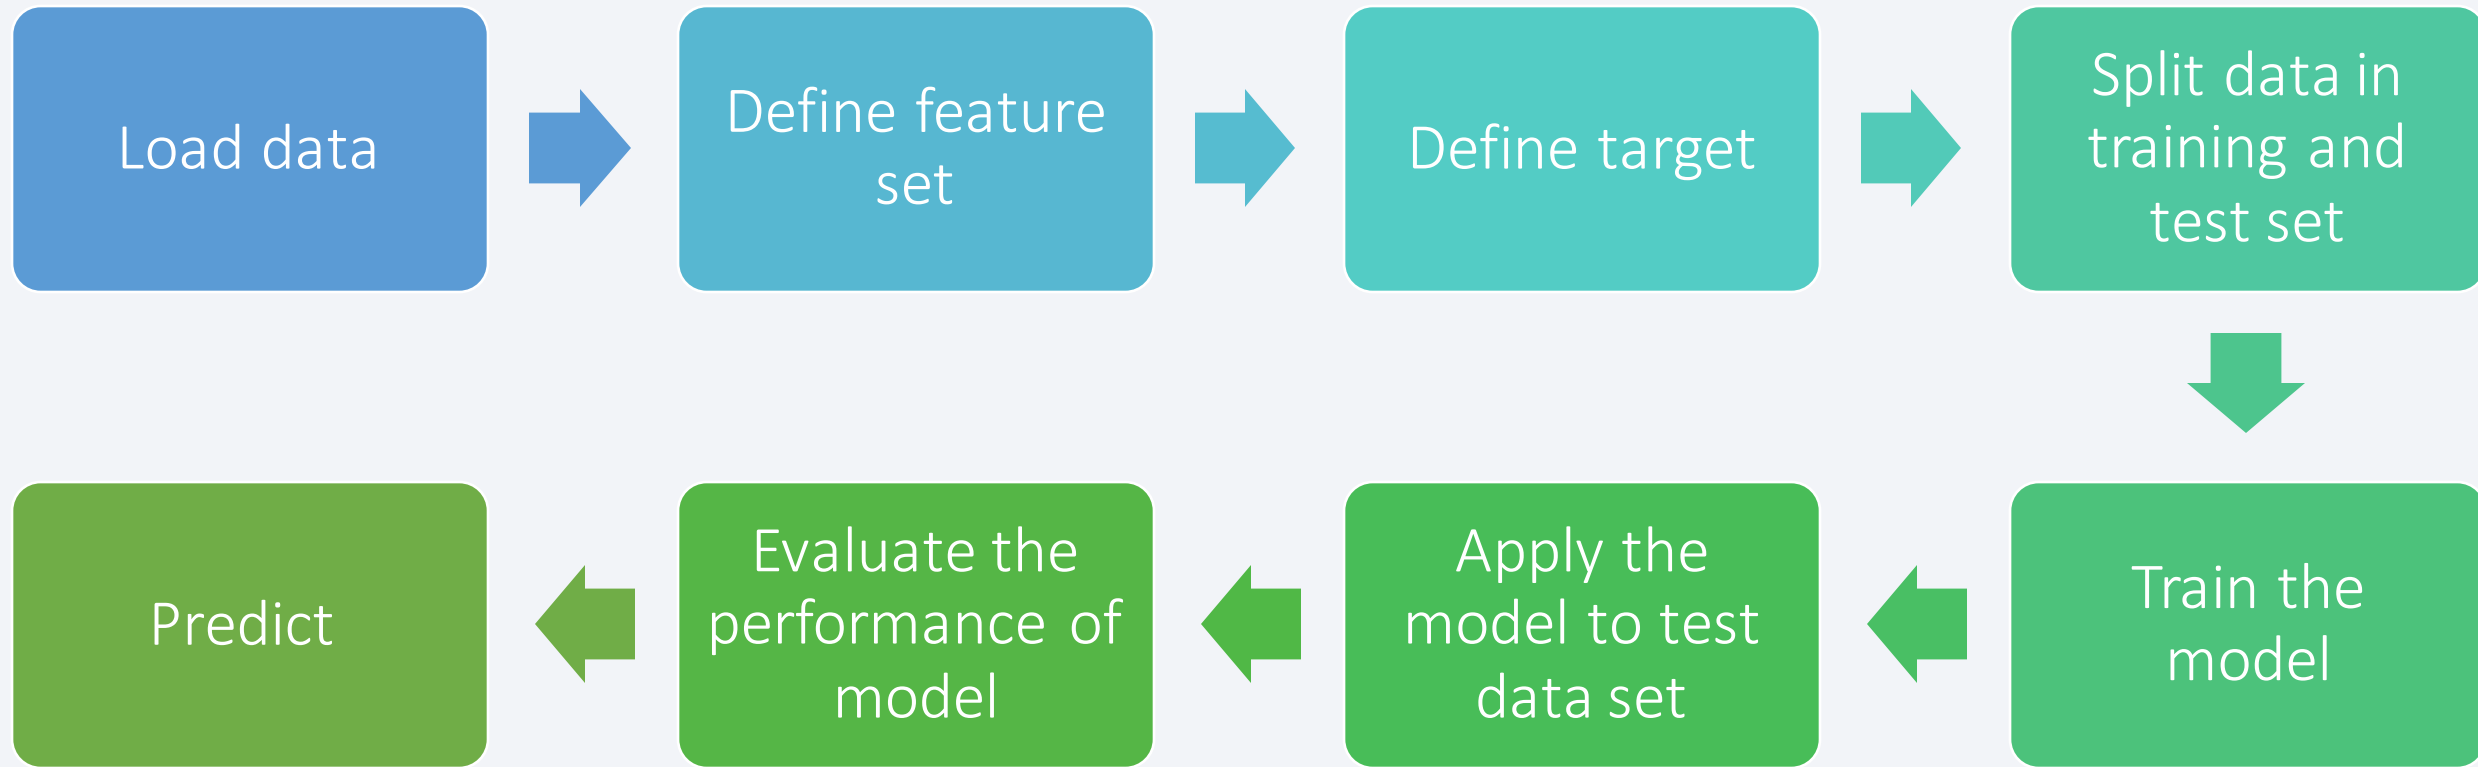 Load data
Define feature
set
Define target
Split data in
training and
test set
Train the
model
Apply the
model to test
data set
Evaluate the
performance of
model
Predict